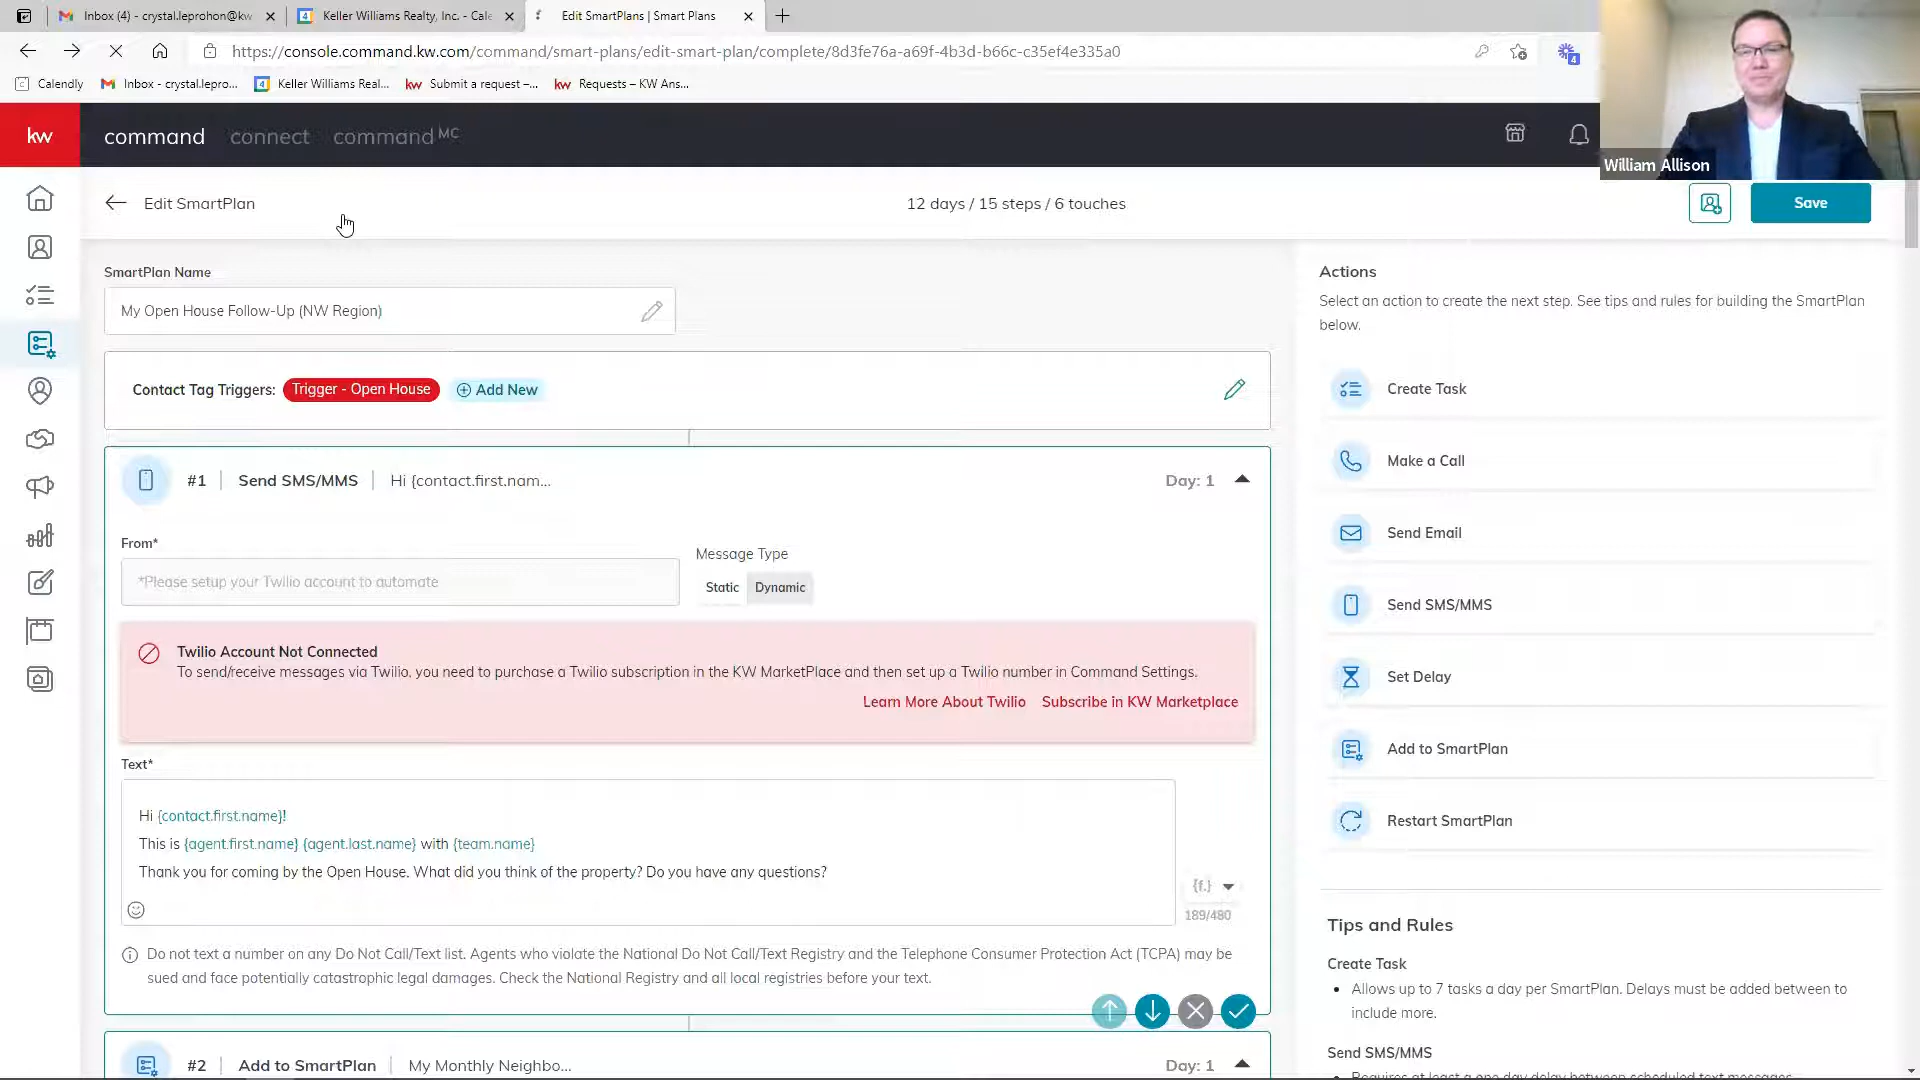 Inbox (4) - crystal.leprohon@kw
Keller Williams Realty, Inc. - Cale
Edit SmartPlans | Smart Plans
https://console.command.kw.com/command/smart-plans/edit-smart-plan/complete/8d3fe76a-a69f-4b3d-b66c-c35ef4e335a0
4
Calendly
Inbox - crystal.lepro...
4
Keller Williams Real...
kw Submit a request –...
kw Requests – KW Ans...
kw
command
connect
command MC
William Allison
Edit SmartPlan
12 days / 15 steps / 6 touches
Save
SmartPlan Name
My Open House Follow-Up (NW Region)
Contact Tag Triggers:
Trigger - Open House
Add New
#1
Send SMS/MMS
Hi {contact.first.nam...
Day: 1
From*
*Please setup your Twilio account to automate
Message Type
Static
Dynamic
Twilio Account Not Connected
To send/receive messages via Twilio, you need to purchase a Twilio subscription in the KW MarketPlace and then set up a Twilio number in Command Settings.
Learn More About Twilio
Subscribe in KW Marketplace
Text*
Hi {contact.first.name}!
This is {agent.first.name} {agent.last.name} with {team.name}
Thank you for coming by the Open House. What did you think of the property? Do you have any questions?
{f.}
189/480
Do not text a number on any Do Not Call/Text list. Agents who violate the National Do Not Call/Text Registry and the Telephone Consumer Protection Act (TCPA) may be
sued and face potentially catastrophic legal damages. Check the National Registry and all local registries before your text.
#2
Add to SmartPlan
My Monthly Neighbo...
Day: 1
Actions
Select an action to create the next step. See tips and rules for building the SmartPlan
below.
Create Task
Make a Call
Send Email
Send SMS/MMS
Set Delay
Add to SmartPlan
Restart SmartPlan
Tips and Rules
Create Task
• Allows up to 7 tasks a day per SmartPlan. Delays must be added between to
include more.
Send SMS/MMS
• Requires at least a one day delay between scheduled text messages